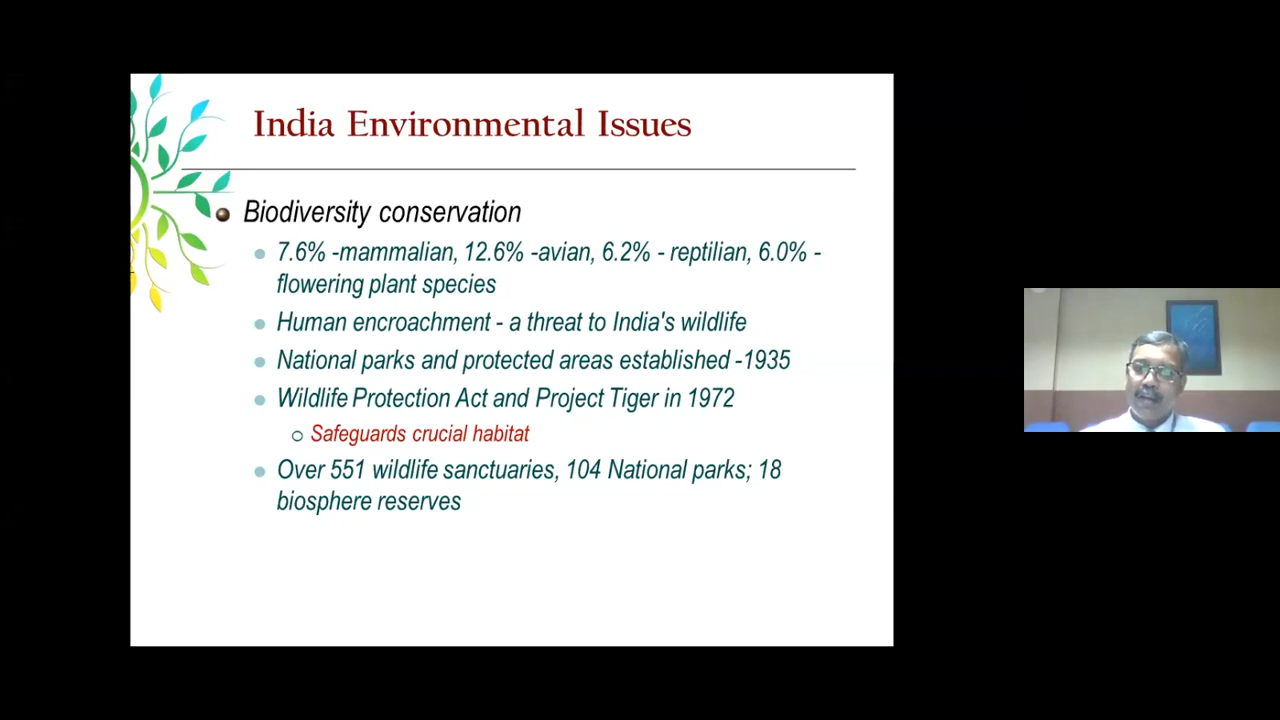 India Environmental Issues
Biodiversity conservation
7.6% -mammalian, 12.6% -avian, 6.2% - reptilian, 6.0% -
flowering plant species
Human encroachment - a threat to India's wildlife
National parks and protected areas established -1935
Wildlife Protection Act and Project Tiger in 1972
Safeguards crucial habitat
Over 551 wildlife sanctuaries, 104 National parks; 18
biosphere reserves